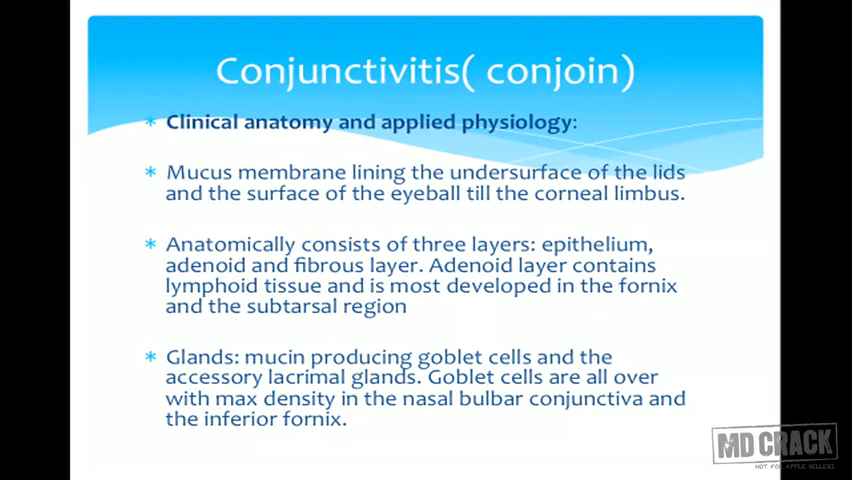 Conjunctivitis( conjoin)
* Clinical anatomy and applied physiology:
* Mucus membrane lining the undersurface of the lids
and the surface of the eyeball till the corneal limbus.
* Anatomically consists of three layers: epithelium,
adenoid and fibrous layer. Adenoid layer contains
lymphoid tissue and is most developed in the fornix
and the subtarsal region
* Glands: mucin producing goblet cells and the
accessory lacrimal glands. Goblet cells are all over
with max density in the nasal bulbar conjunctiva and
the inferior fornix.
MD CRACK
NOT FOR APPLE SELLERS